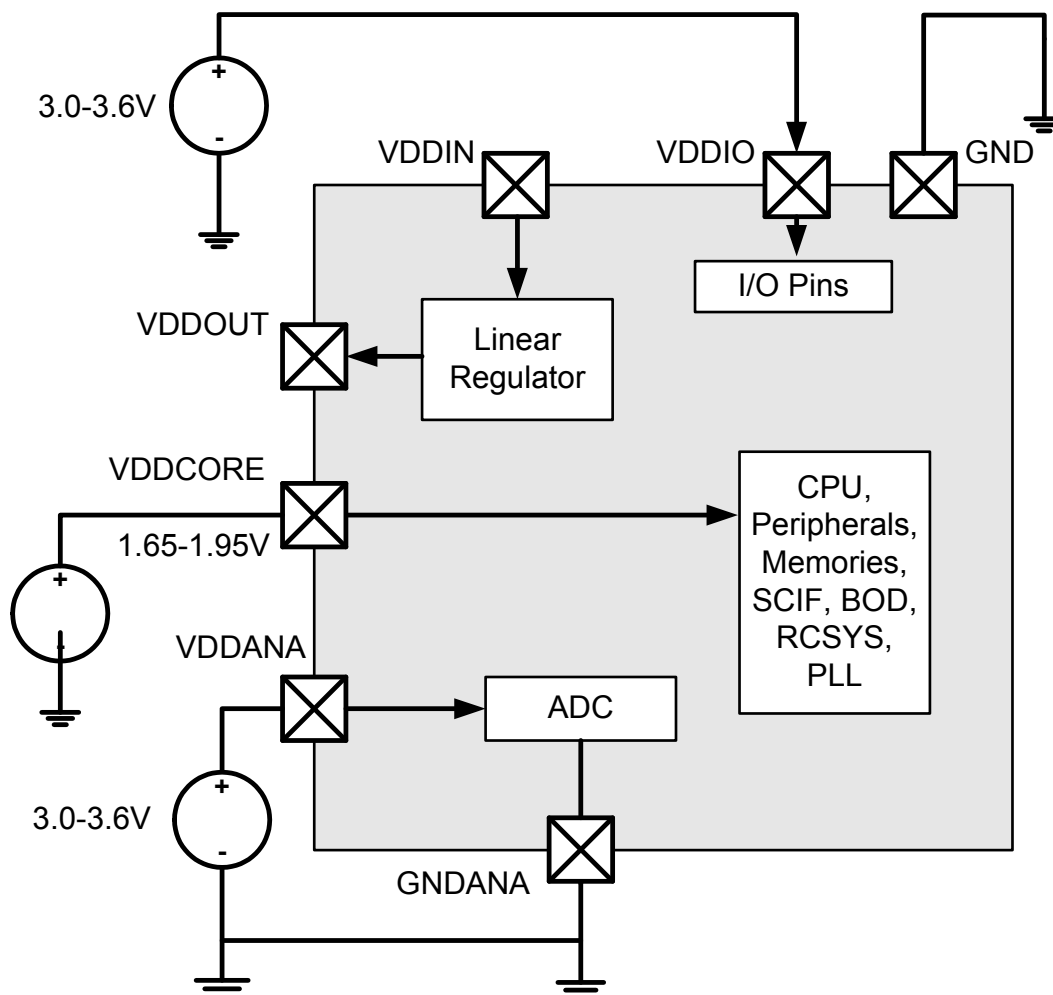 +
3.0-3.6V
-
VDDIN
VDDIO
GND
I/O Pins
VDDOUT
Linear
Regulator
VDDCORE
1.65-1.95V
+
-
CPU,
Peripherals,
Memories,
SCIF, BOD,
RCSYS,
PLL
VDDANA
ADC
+
3.0-3.6V
-
GNDANA